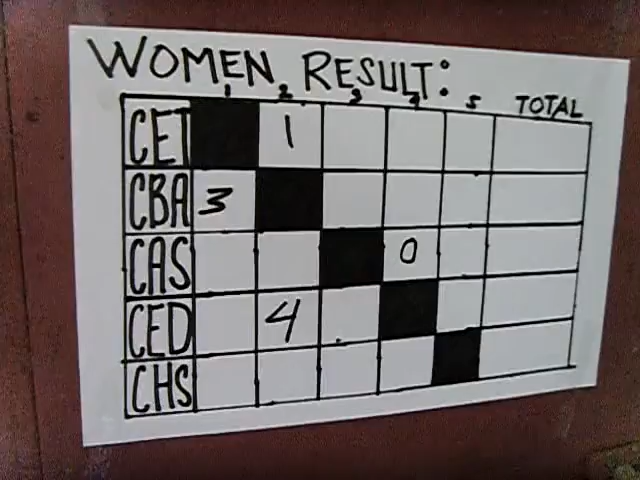 WOMEN RESULT:
1 2 3 4 5 TOTAL
CET 1
CBA 3
CAS 0
CED 4
CHS